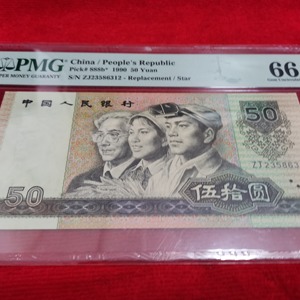 PMG
PAPER MONEY GUARANTY
China / People's Republic
Pick# 888b* 1990 50 Yuan
S/N ZJ23586312 - Replacement / Star
66
中国人民银行
50
ZJ235863
50
伍拾圆